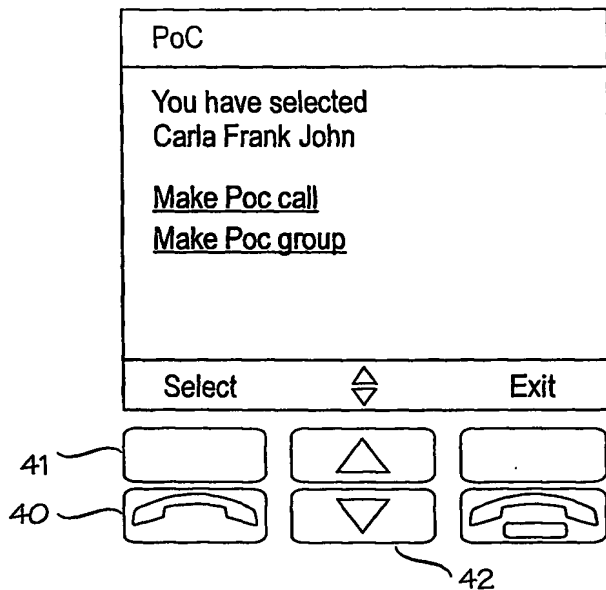 PoC
You have selected
Carla Frank John
Make Poc call
Make Poc group
Select Exit
41
40
42